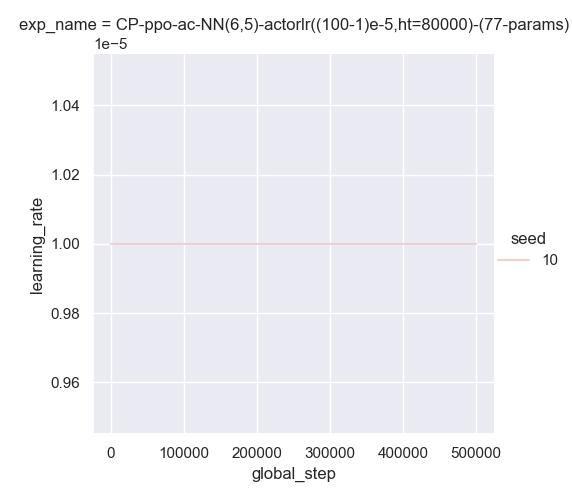 exp_name = CP-ppo-ac-NN(6,5)-actorlr((100-1)e-5,ht=80000)-(77-params)
1e−5
1.04
1.02
1.00
0.98
0.96
learning_rate
seed
10
0
100000
200000
300000
400000
500000
global_step